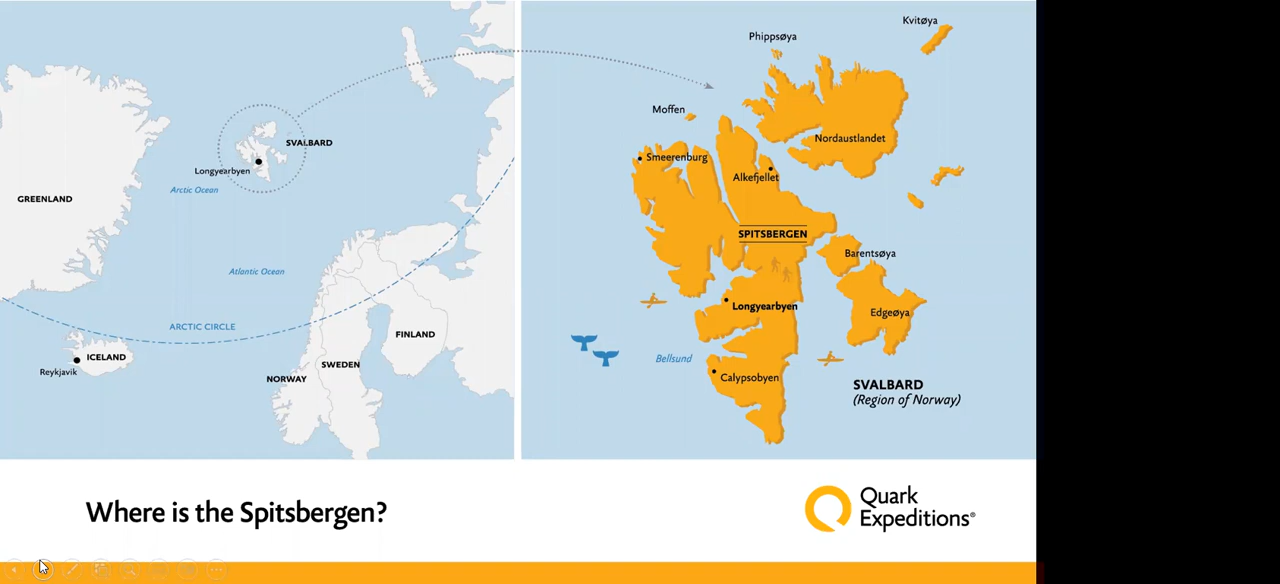 GREENLAND
SVALBARD
Longyearbyen
Arctic Ocean
Atlantic Ocean
ARCTIC CIRCLE
ICELAND
Reykjavik
NORWAY
SWEDEN
FINLAND
Kvitøya
Phippsøya
Moffen
Nordaustlandet
Smeerenburg
Alkefjellet
SPITSBERGEN
Barentsøya
Longyearbyen
Edgeøya
Bellsund
Calypsobyen
SVALBARD
(Region of Norway)
Where is the Spitsbergen?
Quark
Expeditions®